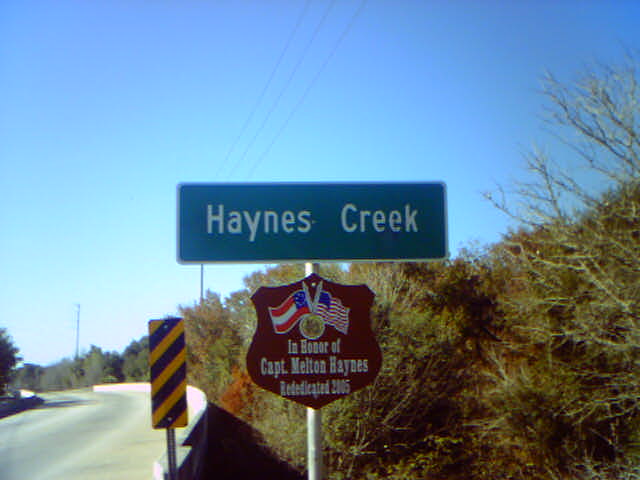 Haynes Creek
In Honor of
Capt. Melton Haynes
Rededicated 2005